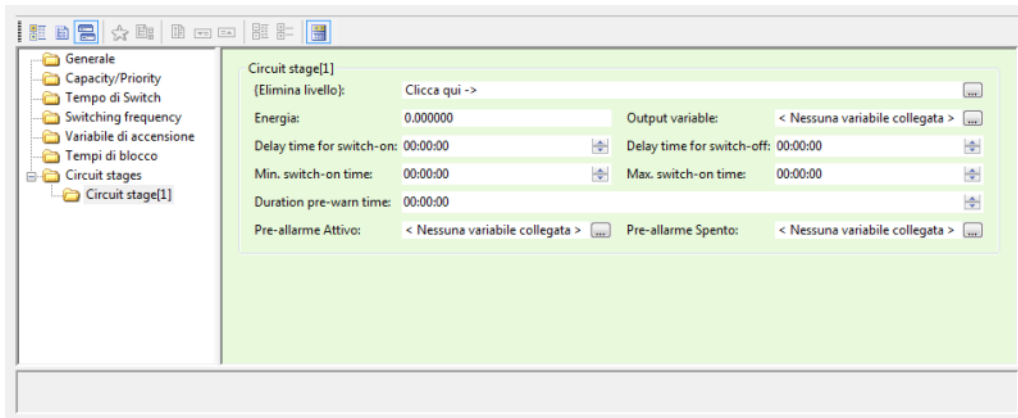 Generale
Capacity/Priority
Tempo di Switch
Switching frequency
Variabile di accensione
Tempi di blocco
Circuit stages
Circuit stage[1]
Circuit stage[1]
{Elimina livello}: Clicca qui -> ...
Energia: 0.000000 Output variable: < Nessuna variabile collegata > ...
Delay time for switch-on: 00:00:00 Delay time for switch-off: 00:00:00
Min. switch-on time: 00:00:00 Max. switch-on time: 00:00:00
Duration pre-warn time: 00:00:00
Pre-allarme Attivo: < Nessuna variabile collegata > ... Pre-allarme Spento: < Nessuna variabile collegata > ...